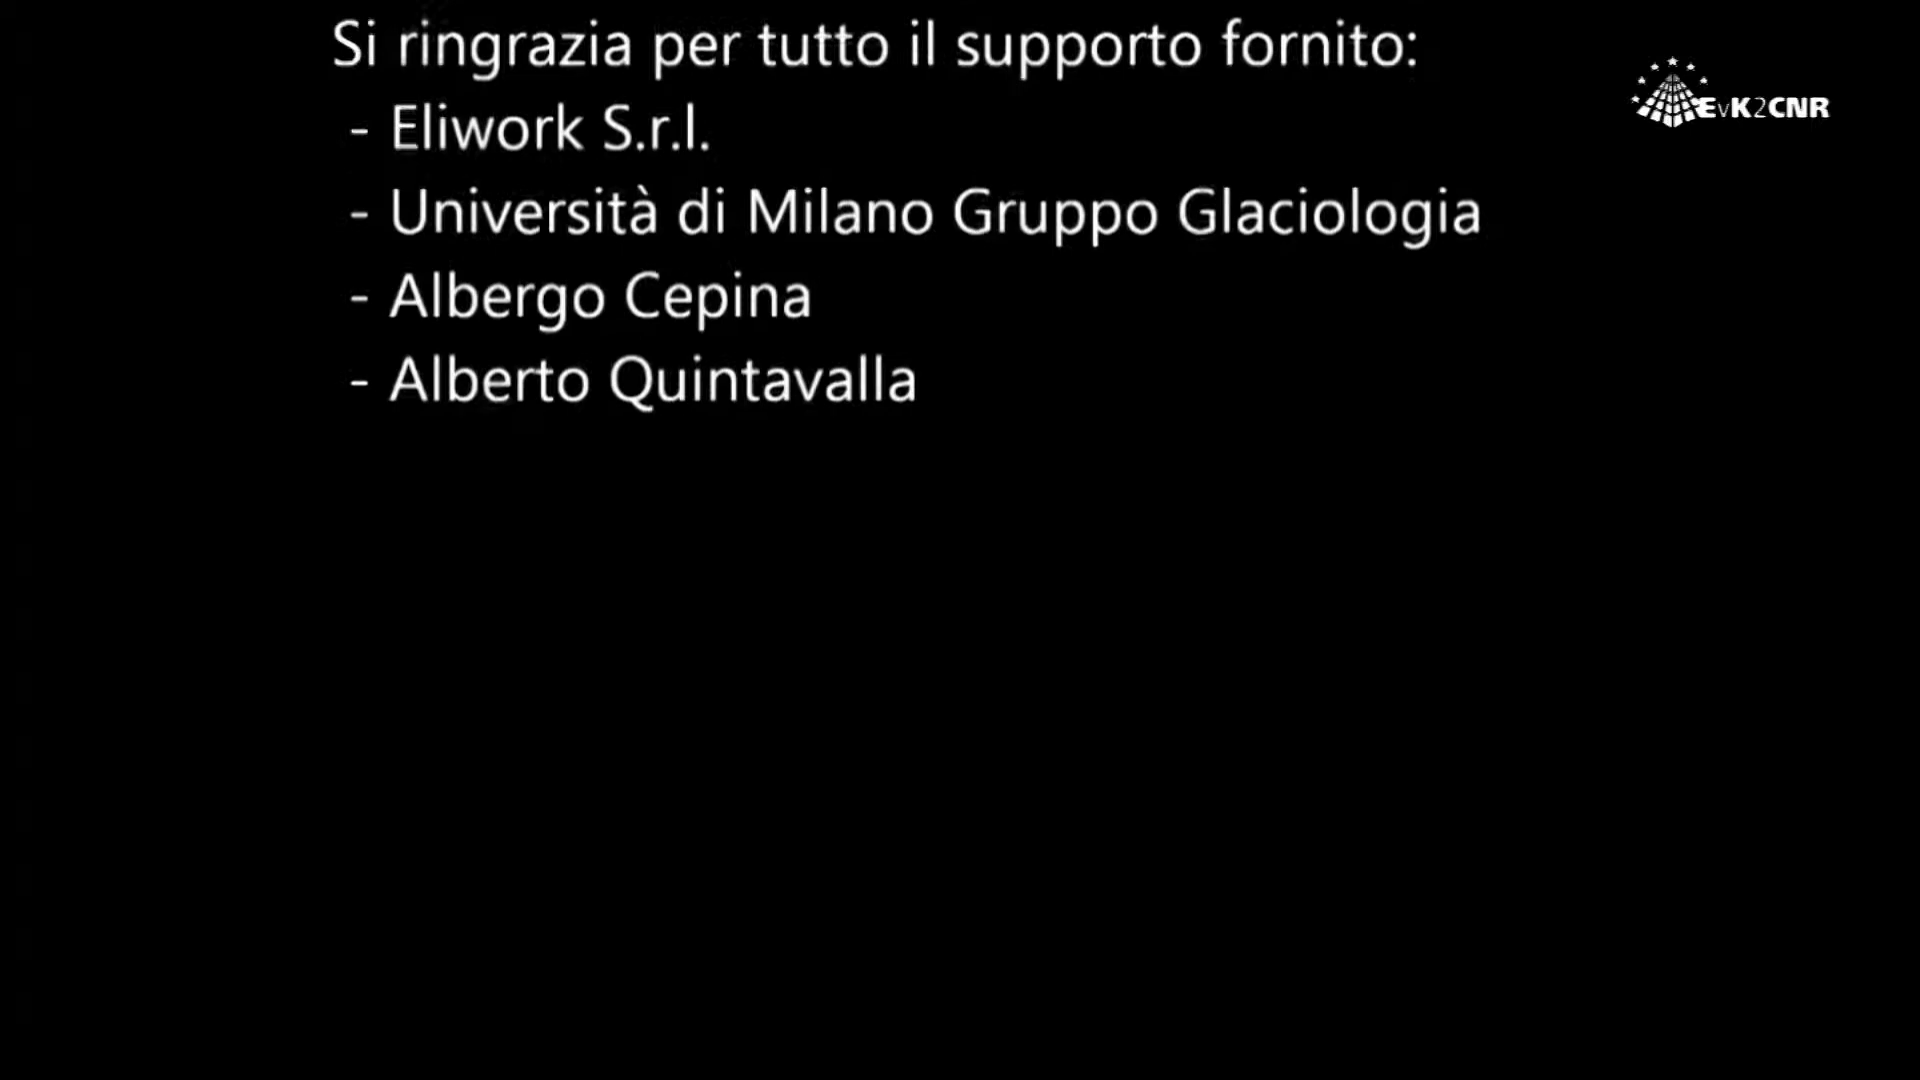 Si ringrazia per tutto il supporto fornito:
- Eliwork S.r.l.
- Università di Milano Gruppo Glaciologia
- Albergo Cepina
- Alberto Quintavalla
EvK2CNR